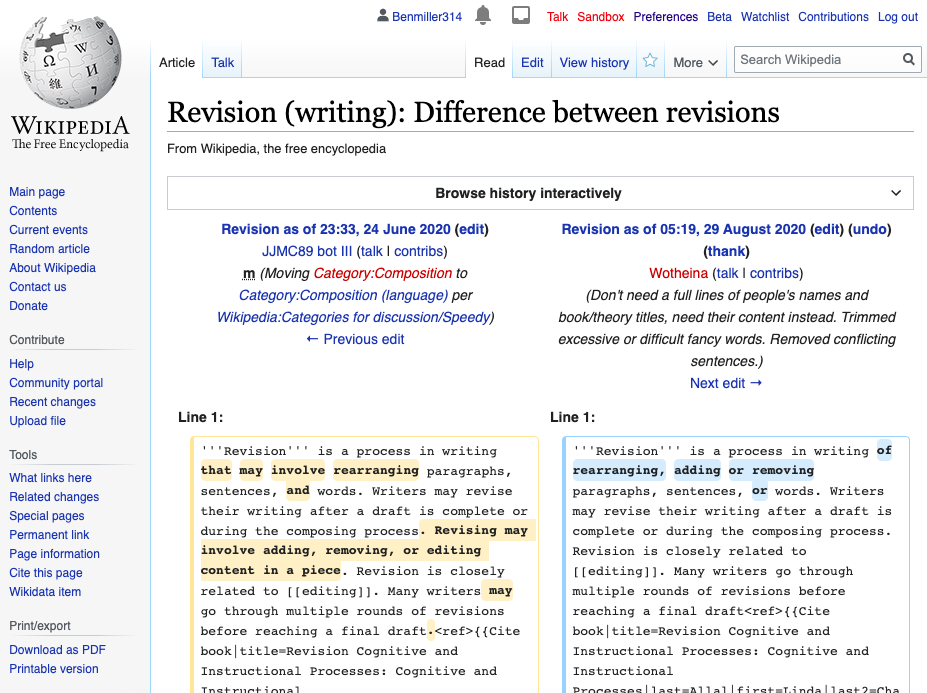 Benmiller314 Talk Sandbox Preferences Beta Watchlist Contributions Log out
Article Talk Read Edit View history More Search Wikipedia
WIKIPEDIA
The Free Encyclopedia
Main page
Contents
Current events
Random article
About Wikipedia
Contact us
Donate
Contribute
Help
Community portal
Recent changes
Upload file
Tools
What links here
Related changes
Special pages
Permanent link
Page information
Cite this page
Wikidata item
Print/export
Download as PDF
Printable version
Revision (writing): Difference between revisions
From Wikipedia, the free encyclopedia
Browse history interactively
Revision as of 23:33, 24 June 2020 (edit)
JJMC89 bot III (talk | contribs)
m (Moving Category:Composition to
Category:Composition (language) per
Wikipedia:Categories for discussion/Speedy)
← Previous edit
Revision as of 05:19, 29 August 2020 (edit) (undo)
(thank)
Wotheina (talk | contribs)
(Don't need a full lines of people's names and
book/theory titles, need their content instead. Trimmed
excessive or difficult fancy words. Removed conflicting
sentences.)
Next edit →
Line 1:
'''Revision''' is a process in writing
that may involve rearranging paragraphs,
sentences, and words. Writers may revise
their writing after a draft is complete or
during the composing process. Revising may
involve adding, removing, or editing
content in a piece. Revision is closely
related to [[editing]]. Many writers may
go through multiple rounds of revisions
before reaching a final draft.<ref>{{Cite
book|title=Revision Cognitive and
Instructional Processes: Cognitive and
Instructional
Line 1:
'''Revision''' is a process in writing of
rearranging, adding or removing
paragraphs, sentences, or words. Writers
may revise their writing after a draft is
complete or during the composing process.
Revision is closely related to
[[editing]]. Many writers go through
multiple rounds of revisions before
reaching a final draft<ref>{{Cite
book|title=Revision Cognitive and
Instructional Processes: Cognitive and
Instructional
Processes|last=Allal|first=Linda|last2=Cha